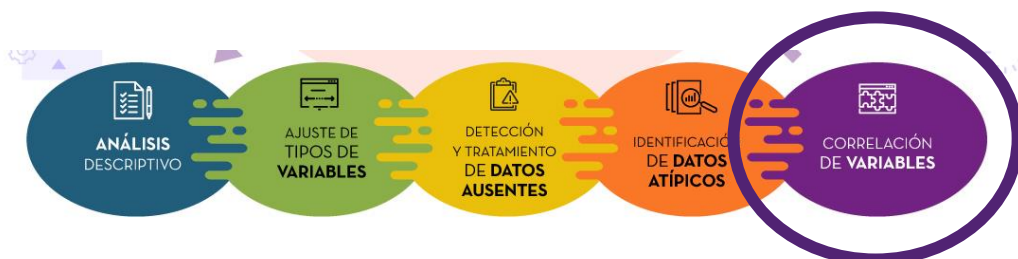 ANÁLISIS
DESCRIPTIVO
AJUSTE DE
TIPOS DE
VARIABLES
DETECCIÓN
Y TRATAMIENTO
DE DATOS
AUSENTES
IDENTIFICACIÓ
DE DATOS
ATÍPICOS
CORRELACIÓN
DE VARIABLES